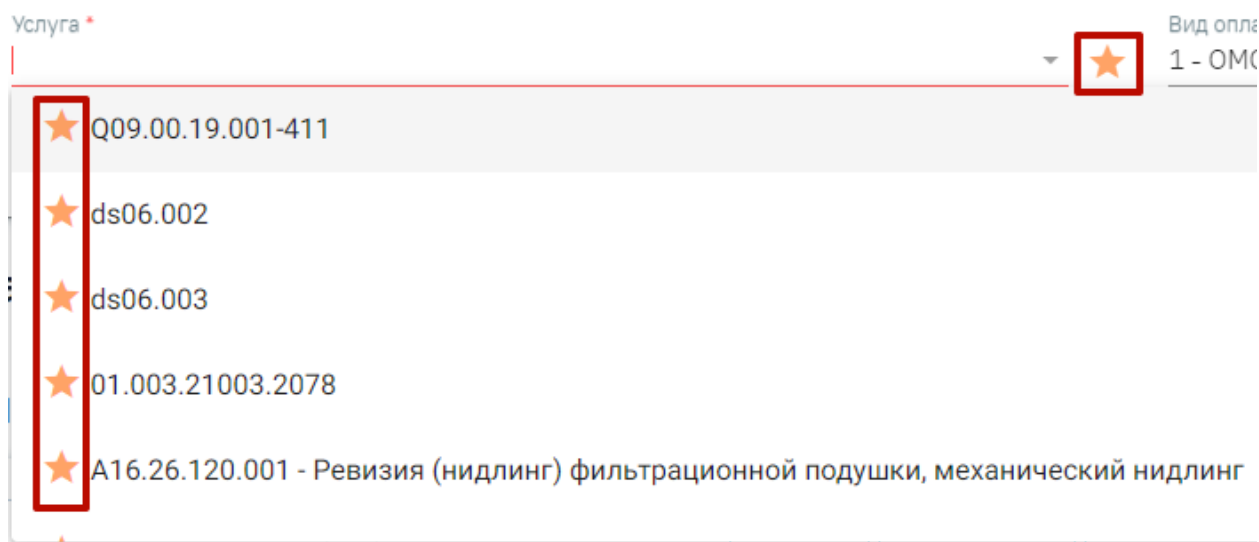 Услуга *
Вид опла
1 - ОМС
Q09.00.19.001-411
ds06.002
ds06.003
01.003.21003.2078
A16.26.120.001 - Ревизия (нидлинг) фильтрационной подушки, механический нидлинг